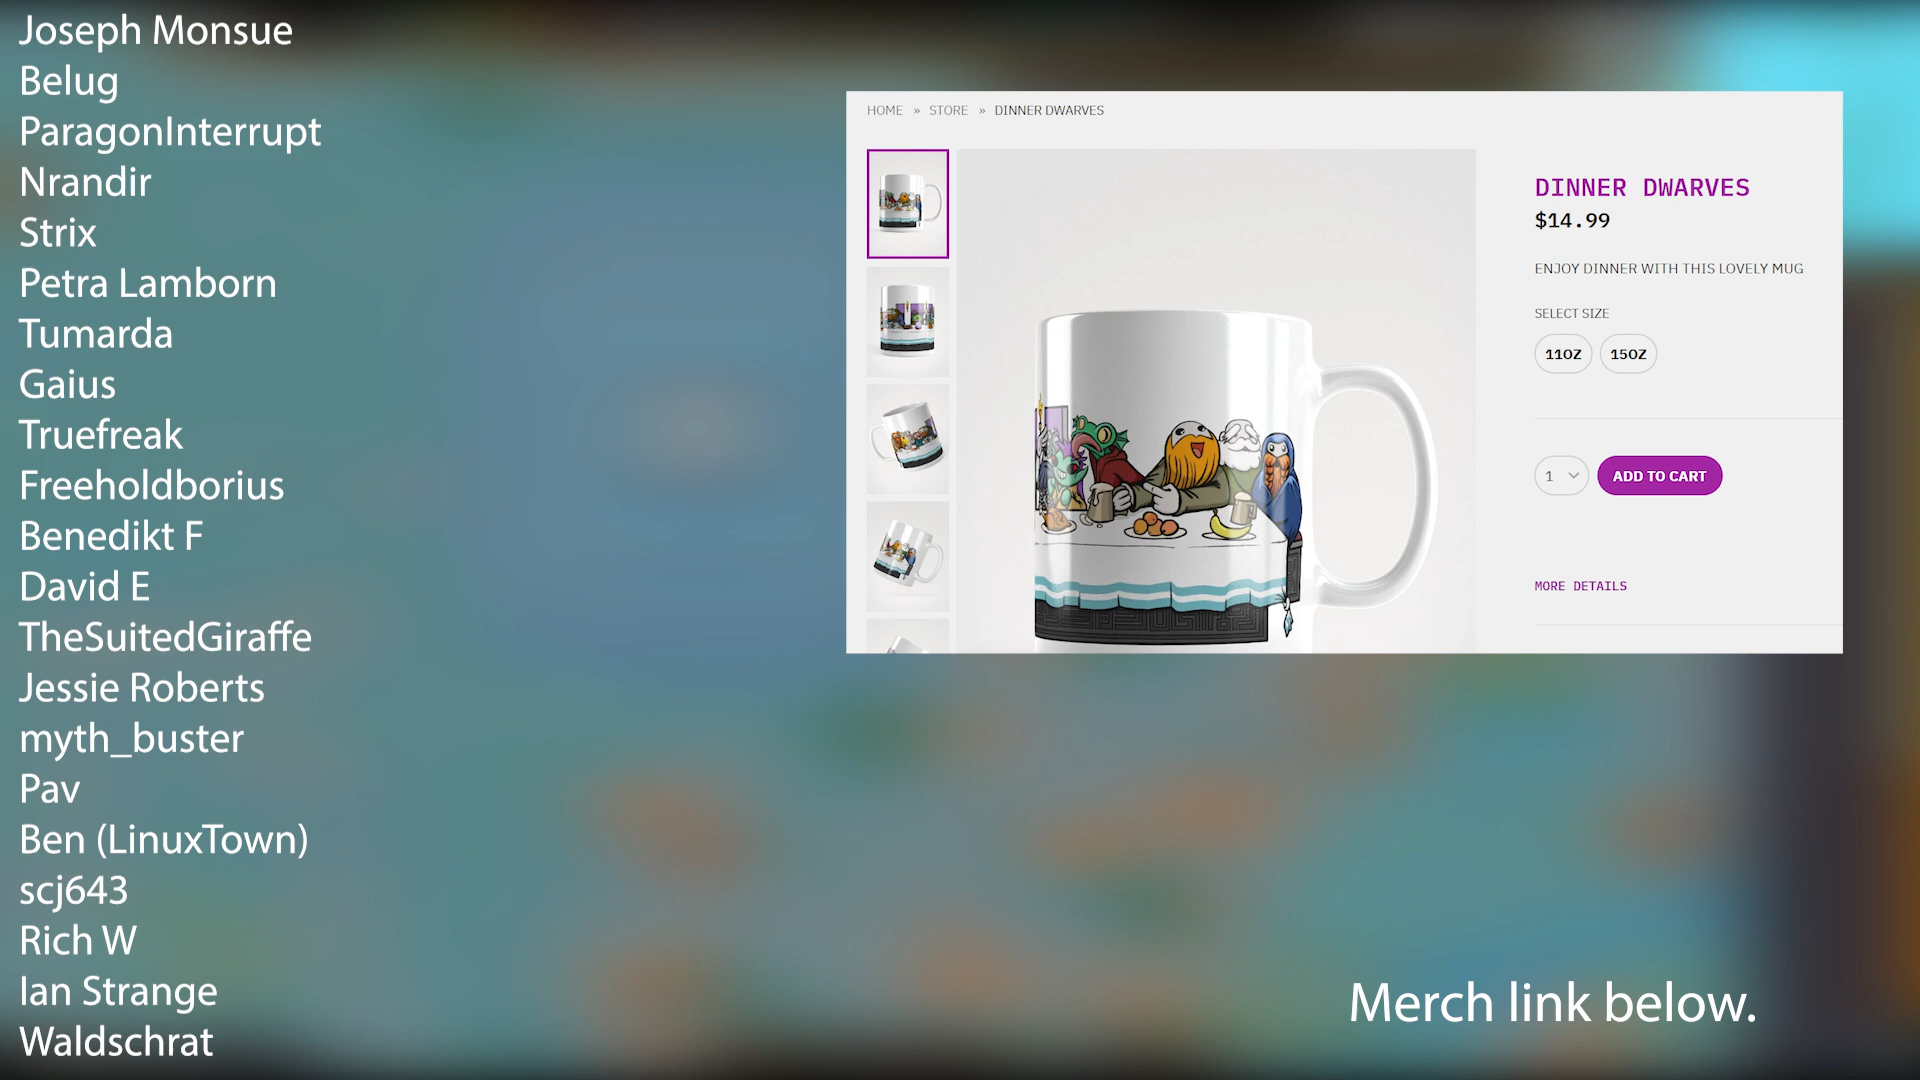 Joseph Monsue
Belug
ParagonInterrupt
Nrandir
Strix
Petra Lamborn
Tumarda
Gaius
Truefreak
Freeholdborius
Benedikt F
David E
TheSuitedGiraffe
Jessie Roberts
myth_buster
Pav
Ben (LinuxTown)
scj643
Rich W
Ian Strange
Waldschrat
HOME » STORE » DINNER DWARVES
DINNER DWARVES
$14.99
ENJOY DINNER WITH THIS LOVELY MUG
SELECT SIZE
11OZ 15OZ
1 ADD TO CART
MORE DETAILS
Merch link below.